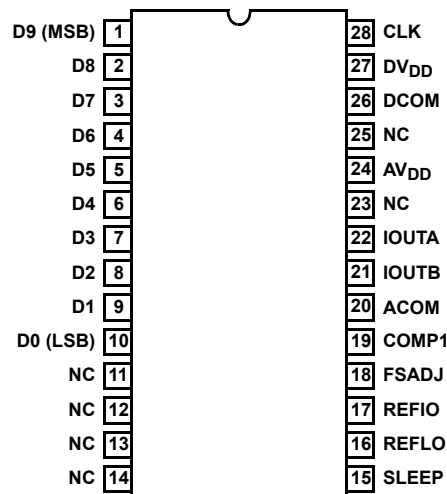 D9 (MSB) 1 28 CLK
D8 2 27 DVDD
D7 3 26 DCOM
D6 4 25 NC
D5 5 24 AVDD
D4 6 23 NC
D3 7 22 IOUTA
D2 8 21 IOUTB
D1 9 20 ACOM
D0 (LSB) 10 19 COMP1
NC 11 18 FSADJ
NC 12 17 REFIO
NC 13 16 REFLO
NC 14 15 SLEEP